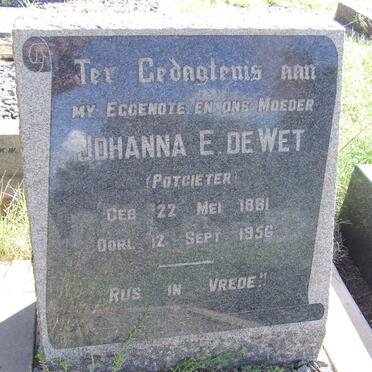 Ter Gedagtenis aan
my Eggenote en ons Moeder
Johanna E. de Wet
(Potgieter)
Geb 22 Mei 1881
Oorl. 12 Sept 1956
Rus in Vrede."